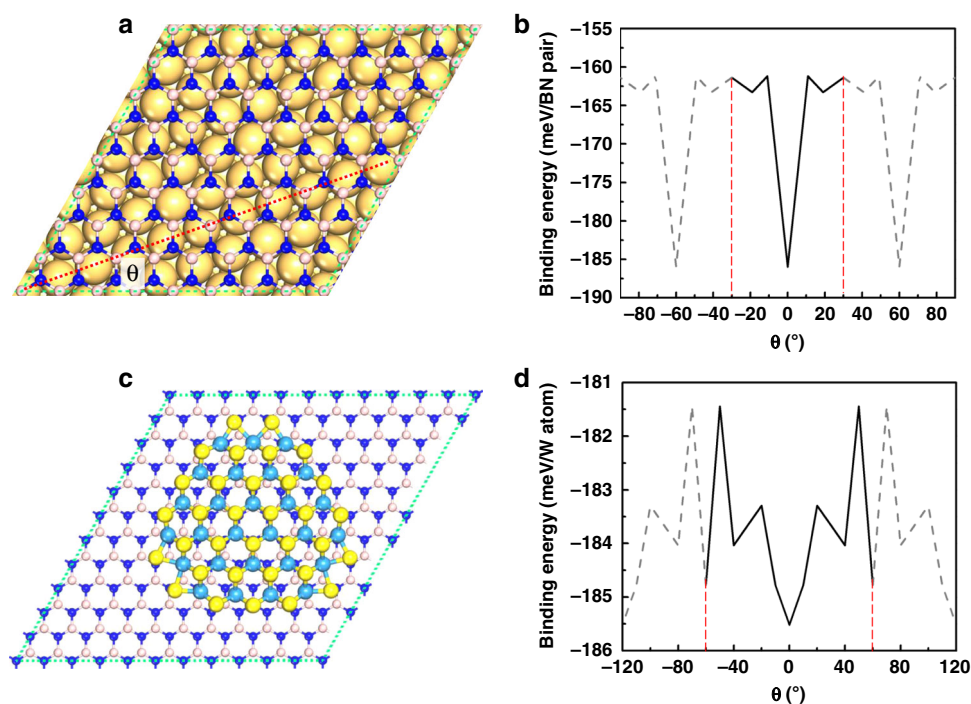 a
θ
b
Binding energy (meV/BN pair)
−155
−160
−165
−170
−175
−180
−185
−190
−80 −60 −40 −20 0 20 40 60 80
θ (°)
c
d
Binding energy (meV/W atom)
−181
−182
−183
−184
−185
−186
−120 −80 −40 0 40 80 120
θ (°)